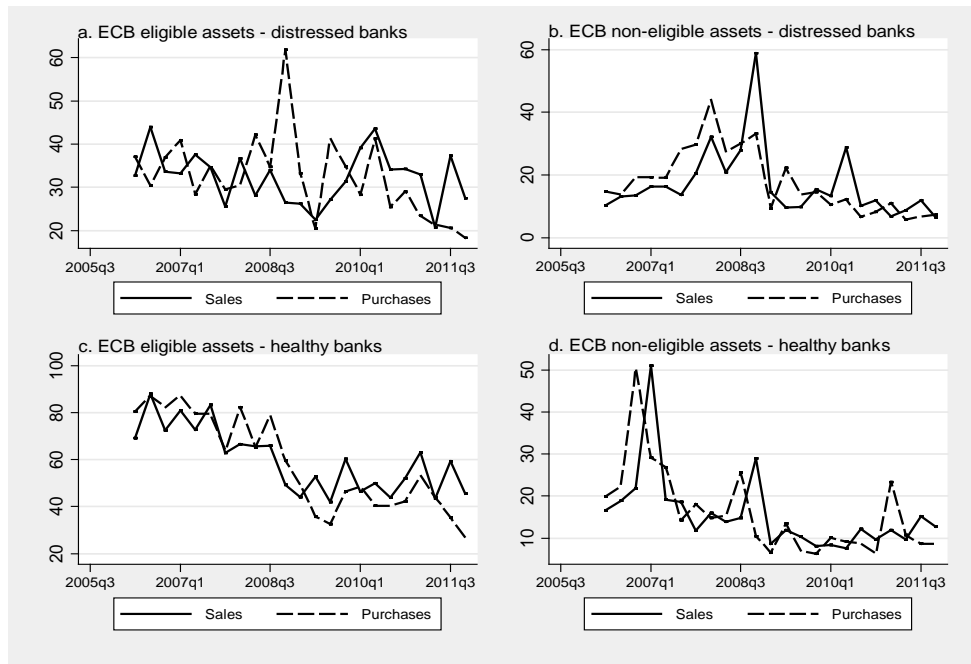 a. ECB eligible assets - distressed banks
60
50
40
30
20
2005q3 2007q1 2008q3 2010q1 2011q3
Sales Purchases
b. ECB non-eligible assets - distressed banks
60
40
20
0
2005q3 2007q1 2008q3 2010q1 2011q3
Sales Purchases
c. ECB eligible assets - healthy banks
100
80
60
40
20
2005q3 2007q1 2008q3 2010q1 2011q3
Sales Purchases
d. ECB non-eligible assets - healthy banks
50
40
30
20
10
2005q3 2007q1 2008q3 2010q1 2011q3
Sales Purchases